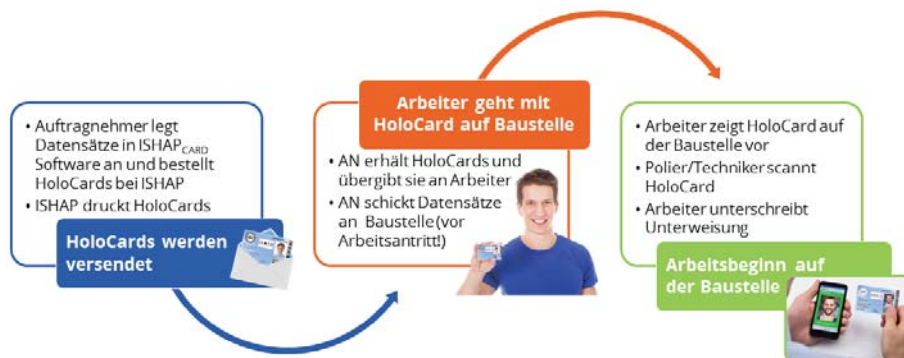 • Auftragnehmer legt
Datensätze in ISHAPCARD
Software an und bestellt
HoloCards bei ISHAP
• ISHAP druckt HoloCards
HoloCards werden
versendet
Arbeiter geht mit
HoloCard auf Baustelle
• AN erhält HoloCards und
übergibt sie an Arbeiter
• AN schickt Datensätze
an Baustelle(vor
Arbeitsantritt!)
• Arbeiter zeigt HoloCard auf
der Baustelle vor
• Polier/Techniker scannt
HoloCard
• Arbeiter unterschreibt
Unterweisung
Arbeitsbeginn auf
der Baustelle